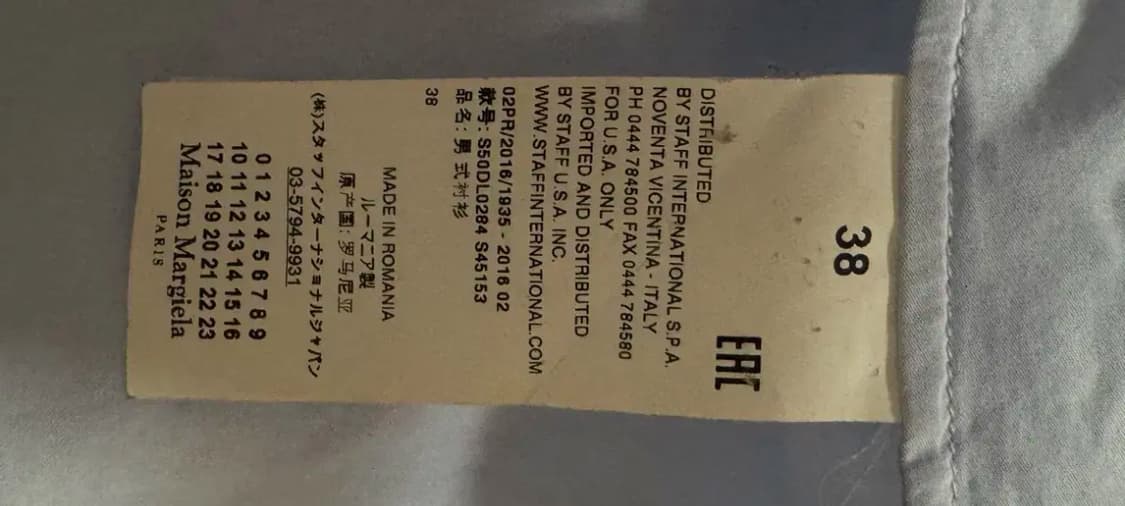 38
EAC
DISTRIBUTED
BY STAFF INTERNATIONAL S.P.A.
NOVENTA VICENTINA - ITALY
PH 0444 784500 FAX 0444 784580
FOR U.S.A. ONLY
IMPORTED AND DISTRIBUTED
BY STAFF U.S.A. INC.
WWW.STAFFINTERNATIONAL.COM
02PR/2016/1935 - 2016 02
款号: S50DL0284 S45153
品名: 男式衬衫
38
MADE IN ROMANIA
ルーマニア製
原产国: 罗马尼亚
(株)スタッフインターナショナルジャパン
03-5794-9931
0 1 2 3 4 5 6 7 8 9
10 11 12 13 14 15 16
17 18 19 20 21 22 23
Maison Margiela
PARIS